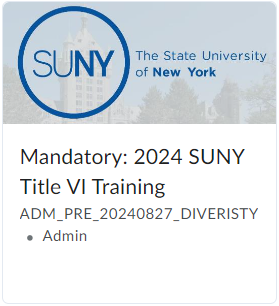 SUNY
The State University
of New York
Mandatory: 2024 SUNY
Title VI Training
ADM_PRE_20240827_DIVERISTY
• Admin